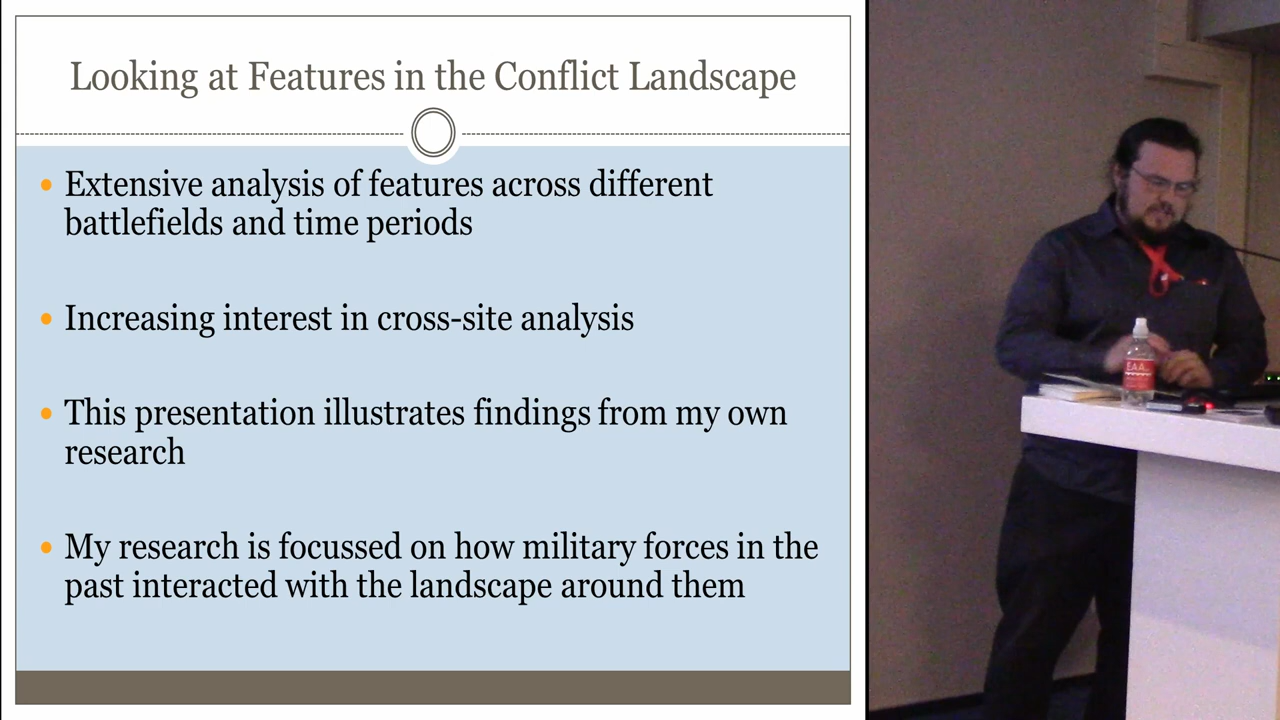 Looking at Features in the Conflict Landscape
Extensive analysis of features across different
battlefields and time periods
Increasing interest in cross-site analysis
This presentation illustrates findings from my own
research
My research is focussed on how military forces in the
past interacted with the landscape around them